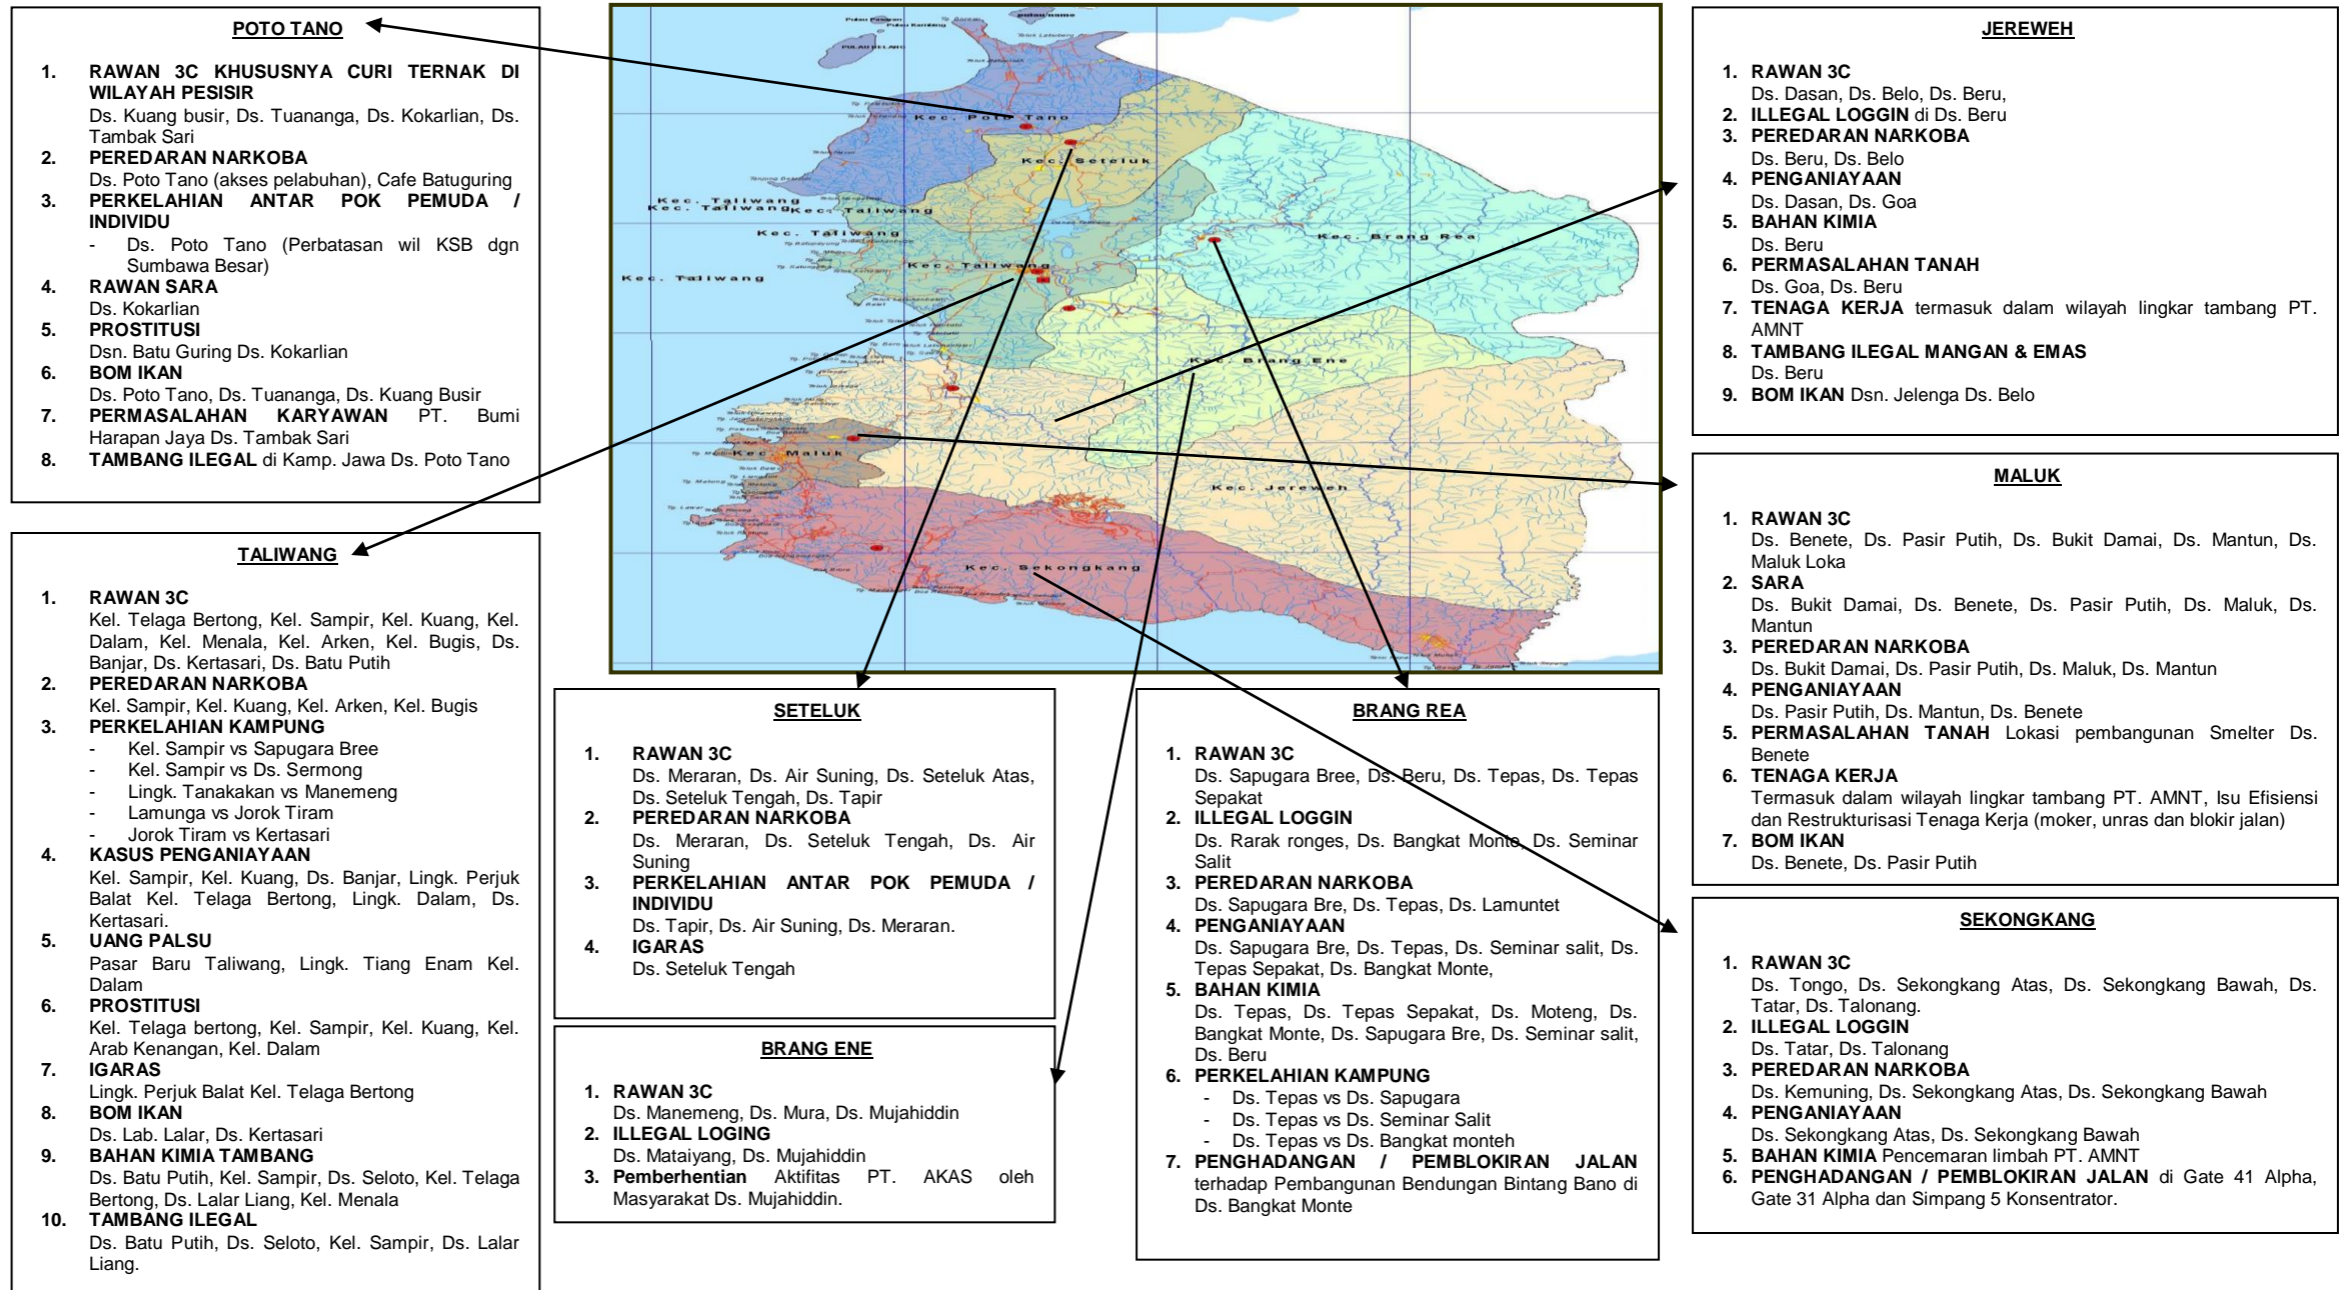 POTO TANO
1. RAWAN 3C KHUSUSNYA CURI TERNAK DI
WILAYAH PESISIR
Ds. Kuang busir, Ds. Tuananga, Ds. Kokarlian, Ds.
Tambak Sari
2. PEREDARAN NARKOBA
Ds. Poto Tano (akses pelabuhan), Cafe Batuguring
3. PERKELAHIAN ANTAR POK PEMUDA /
INDIVIDU
- Ds. Poto Tano (Perbatasan wil KSB dgn
Sumbawa Besar)
4. RAWAN SARA
Ds. Kokarlian
5. PROSTITUSI
Dsn. Batu Guring Ds. Kokarlian
6. BOM IKAN
Ds. Poto Tano, Ds. Tuananga, Ds. Kuang Busir
7. PERMASALAHAN KARYAWAN PT. Bumi
Harapan Jaya Ds. Tambak Sari
8. TAMBANG ILEGAL di Kamp. Jawa Ds. Poto Tano
TALIWANG
1. RAWAN 3C
Kel. Telaga Bertong, Kel. Sampir, Kel. Kuang, Kel.
Dalam, Kel. Menala, Kel. Arken, Kel. Bugis, Ds.
Banjar, Ds. Kertasari, Ds. Batu Putih
2. PEREDARAN NARKOBA
Kel. Sampir, Kel. Kuang, Kel. Arken, Kel. Bugis
3. PERKELAHIAN KAMPUNG
- Kel. Sampir vs Sapugara Bree
- Kel. Sampir vs Ds. Sermong
- Lingk. Tanakakan vs Manemeng
- Lamunga vs Jorok Tiram
- Jorok Tiram vs Kertasari
4. KASUS PENGANIAYAAN
Kel. Sampir, Kel. Kuang, Ds. Banjar, Lingk. Perjuk
Balat Kel. Telaga Bertong, Lingk. Dalam, Ds.
Kertasari.
5. UANG PALSU
Pasar Baru Taliwang, Lingk. Tiang Enam Kel.
Dalam
6. PROSTITUSI
Kel. Telaga bertong, Kel. Sampir, Kel. Kuang, Kel.
Arab Kenangan, Kel. Dalam
7. IGARAS
Lingk. Perjuk Balat Kel. Telaga Bertong
8. BOM IKAN
Ds. Lab. Lalar, Ds. Kertasari
9. BAHAN KIMIA TAMBANG
Ds. Batu Putih, Kel. Sampir, Ds. Seloto, Kel. Telaga
Bertong, Ds. Lalar Liang, Kel. Menala
10. TAMBANG ILEGAL
Ds. Batu Putih, Ds. Seloto, Kel. Sampir, Ds. Lalar
Liang.
Kec. Poto Tano
Kec. Seteluk
Kec. Taliwang
Kec. Taliwang
Kec. Taliwang
Kec. Taliwang
Kec. Taliwang
Kec. Taliwang
Kec. Brang Rea
Kec. Brang Ene
Kec. Maluk
Kec. Jereweh
Kec. Sekongkang
SETELUK
1. RAWAN 3C
Ds. Meraran, Ds. Air Suning, Ds. Seteluk Atas,
Ds. Seteluk Tengah, Ds. Tapir
2. PEREDARAN NARKOBA
Ds. Meraran, Ds. Seteluk Tengah, Ds. Air
Suning
3. PERKELAHIAN ANTAR POK PEMUDA /
INDIVIDU
Ds. Tapir, Ds. Air Suning, Ds. Meraran.
4. IGARAS
Ds. Seteluk Tengah
BRANG ENE
1. RAWAN 3C
Ds. Manemeng, Ds. Mura, Ds. Mujahiddin
2. ILLEGAL LOGING
Ds. Mataiyang, Ds. Mujahiddin
3. Pemberhentian Aktifitas PT. AKAS oleh
Masyarakat Ds. Mujahiddin.
BRANG REA
1. RAWAN 3C
Ds. Sapugara Bree, Ds. Beru, Ds. Tepas, Ds. Tepas
Sepakat
2. ILLEGAL LOGGIN
Ds. Rarak ronges, Ds. Bangkat Monte, Ds. Seminar
Salit
3. PEREDARAN NARKOBA
Ds. Sapugara Bre, Ds. Tepas, Ds. Lamuntet
4. PENGANIAYAAN
Ds. Sapugara Bre, Ds. Tepas, Ds. Seminar salit, Ds.
Tepas Sepakat, Ds. Bangkat Monte,
5. BAHAN KIMIA
Ds. Tepas, Ds. Tepas Sepakat, Ds. Moteng, Ds.
Bangkat Monte, Ds. Sapugara Bre, Ds. Seminar salit,
Ds. Beru
6. PERKELAHIAN KAMPUNG
- Ds. Tepas vs Ds. Sapugara
- Ds. Tepas vs Ds. Seminar Salit
- Ds. Tepas vs Ds. Bangkat monteh
7. PENGHADANGAN / PEMBLOKIRAN JALAN
terhadap Pembangunan Bendungan Bintang Bano di
Ds. Bangkat Monte
JEREWEH
1. RAWAN 3C
Ds. Dasan, Ds. Belo, Ds. Beru,
2. ILLEGAL LOGGIN di Ds. Beru
3. PEREDARAN NARKOBA
Ds. Beru, Ds. Belo
4. PENGANIAYAAN
Ds. Dasan, Ds. Goa
5. BAHAN KIMIA
Ds. Beru
6. PERMASALAHAN TANAH
Ds. Goa, Ds. Beru
7. TENAGA KERJA termasuk dalam wilayah lingkar tambang PT.
AMNT
8. TAMBANG ILEGAL MANGAN & EMAS
Ds. Beru
9. BOM IKAN Dsn. Jelenga Ds. Belo
MALUK
1. RAWAN 3C
Ds. Benete, Ds. Pasir Putih, Ds. Bukit Damai, Ds. Mantun, Ds.
Maluk Loka
2. SARA
Ds. Bukit Damai, Ds. Benete, Ds. Pasir Putih, Ds. Maluk, Ds.
Mantun
3. PEREDARAN NARKOBA
Ds. Bukit Damai, Ds. Pasir Putih, Ds. Maluk, Ds. Mantun
4. PENGANIAYAAN
Ds. Pasir Putih, Ds. Mantun, Ds. Benete
5. PERMASALAHAN TANAH Lokasi pembangunan Smelter Ds.
Benete
6. TENAGA KERJA
Termasuk dalam wilayah lingkar tambang PT. AMNT, Isu Efisiensi
dan Restrukturisasi Tenaga Kerja (moker, unras dan blokir jalan)
7. BOM IKAN
Ds. Benete, Ds. Pasir Putih
SEKONGKANG
1. RAWAN 3C
Ds. Tongo, Ds. Sekongkang Atas, Ds. Sekongkang Bawah, Ds.
Tatar, Ds. Talonang.
2. ILLEGAL LOGGIN
Ds. Tatar, Ds. Talonang
3. PEREDARAN NARKOBA
Ds. Kemuning, Ds. Sekongkang Atas, Ds. Sekongkang Bawah
4. PENGANIAYAAN
Ds. Sekongkang Atas, Ds. Sekongkang Bawah
5. BAHAN KIMIA Pencemaran limbah PT. AMNT
6. PENGHADANGAN / PEMBLOKIRAN JALAN di Gate 41 Alpha,
Gate 31 Alpha dan Simpang 5 Konsentrator.